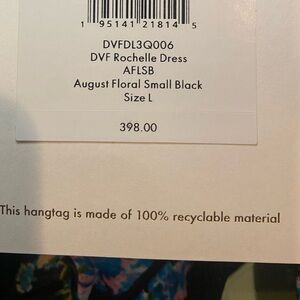 1 95141 21814 5
DVFDL3Q006
DVF Rochelle Dress
AFLSB
August Floral Small Black
Size L
398.00
This hangtag is made of 100% recyclable material